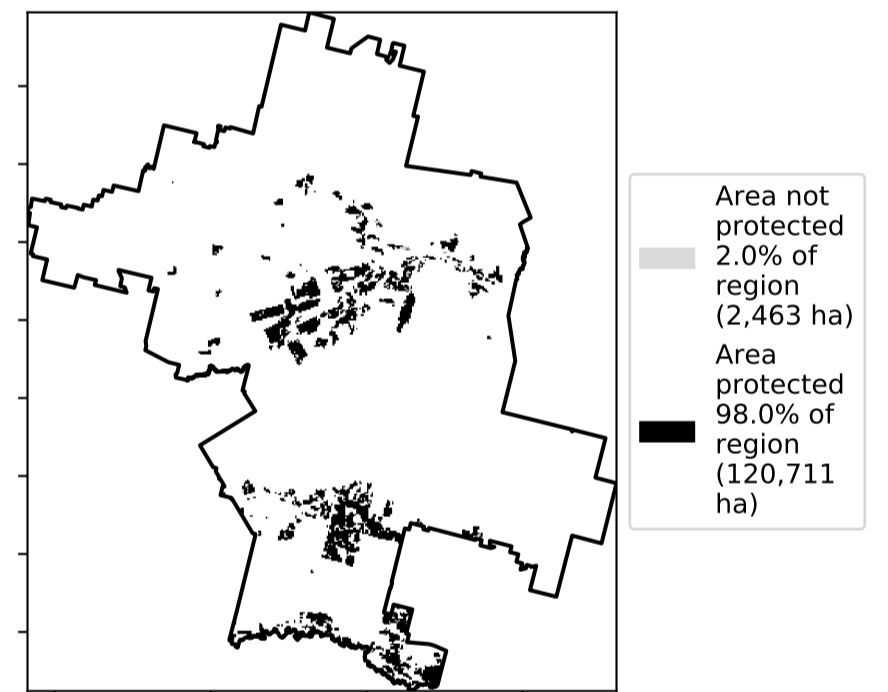 Area not
protected
2.0% of
region
(2,463 ha)
Area
protected
98.0% of
region
(120,711
ha)